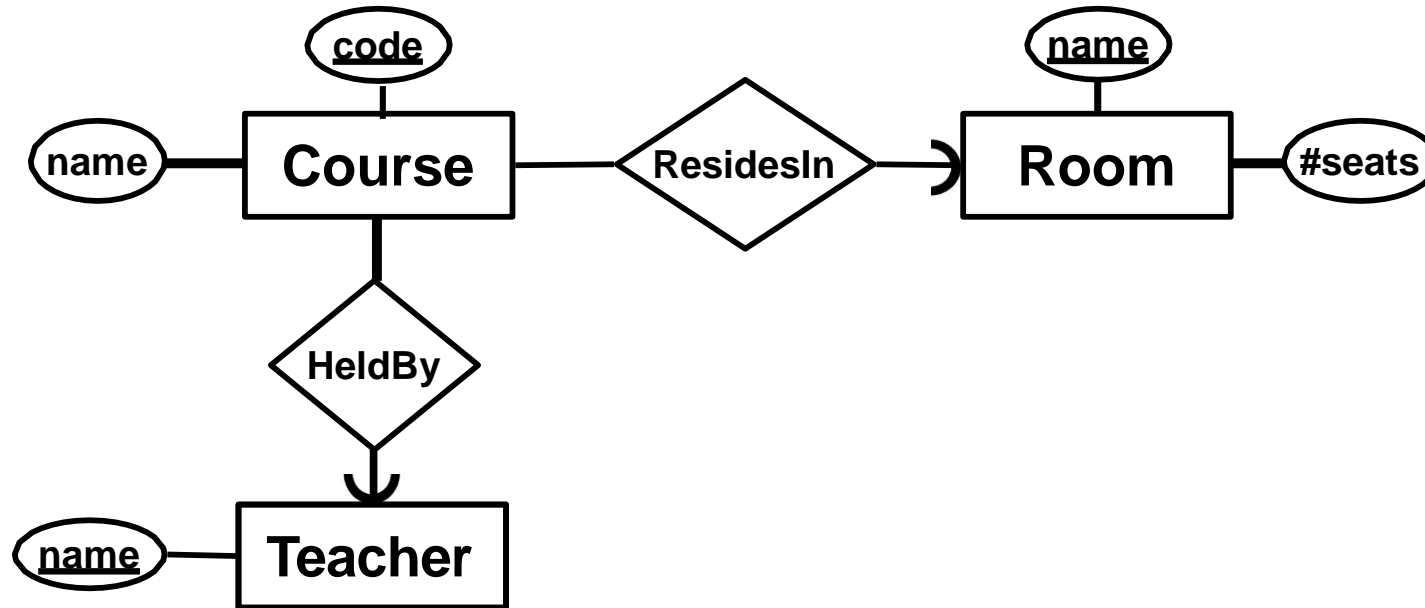 code
name
name
Course
ResidesIn
Room
#seats
HeldBy
name
Teacher